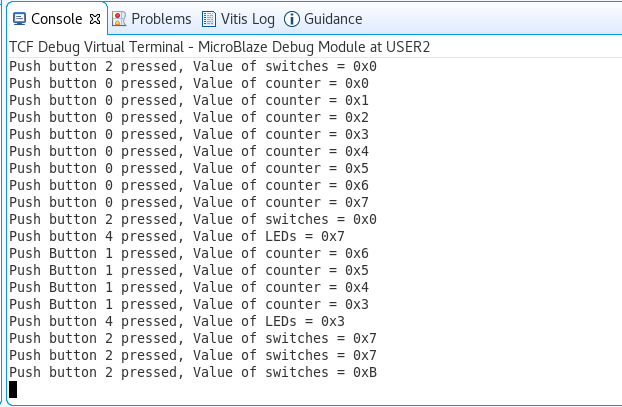 Console Problems Vitis Log Guidance
TCF Debug Virtual Terminal - MicroBlaze Debug Module at USER2
Push button 2 pressed, Value of switches = 0x0
Push button 0 pressed, Value of counter = 0x0
Push button 0 pressed, Value of counter = 0x1
Push button 0 pressed, Value of counter = 0x2
Push button 0 pressed, Value of counter = 0x3
Push button 0 pressed, Value of counter = 0x4
Push button 0 pressed, Value of counter = 0x5
Push button 0 pressed, Value of counter = 0x6
Push button 0 pressed, Value of counter = 0x7
Push button 2 pressed, Value of switches = 0x0
Push button 4 pressed, Value of LEDs = 0x7
Push Button 1 pressed, Value of counter = 0x6
Push Button 1 pressed, Value of counter = 0x5
Push Button 1 pressed, Value of counter = 0x4
Push Button 1 pressed, Value of counter = 0x3
Push button 4 pressed, Value of LEDs = 0x3
Push button 2 pressed, Value of switches = 0x7
Push button 2 pressed, Value of switches = 0x7
Push button 2 pressed, Value of switches = 0xB